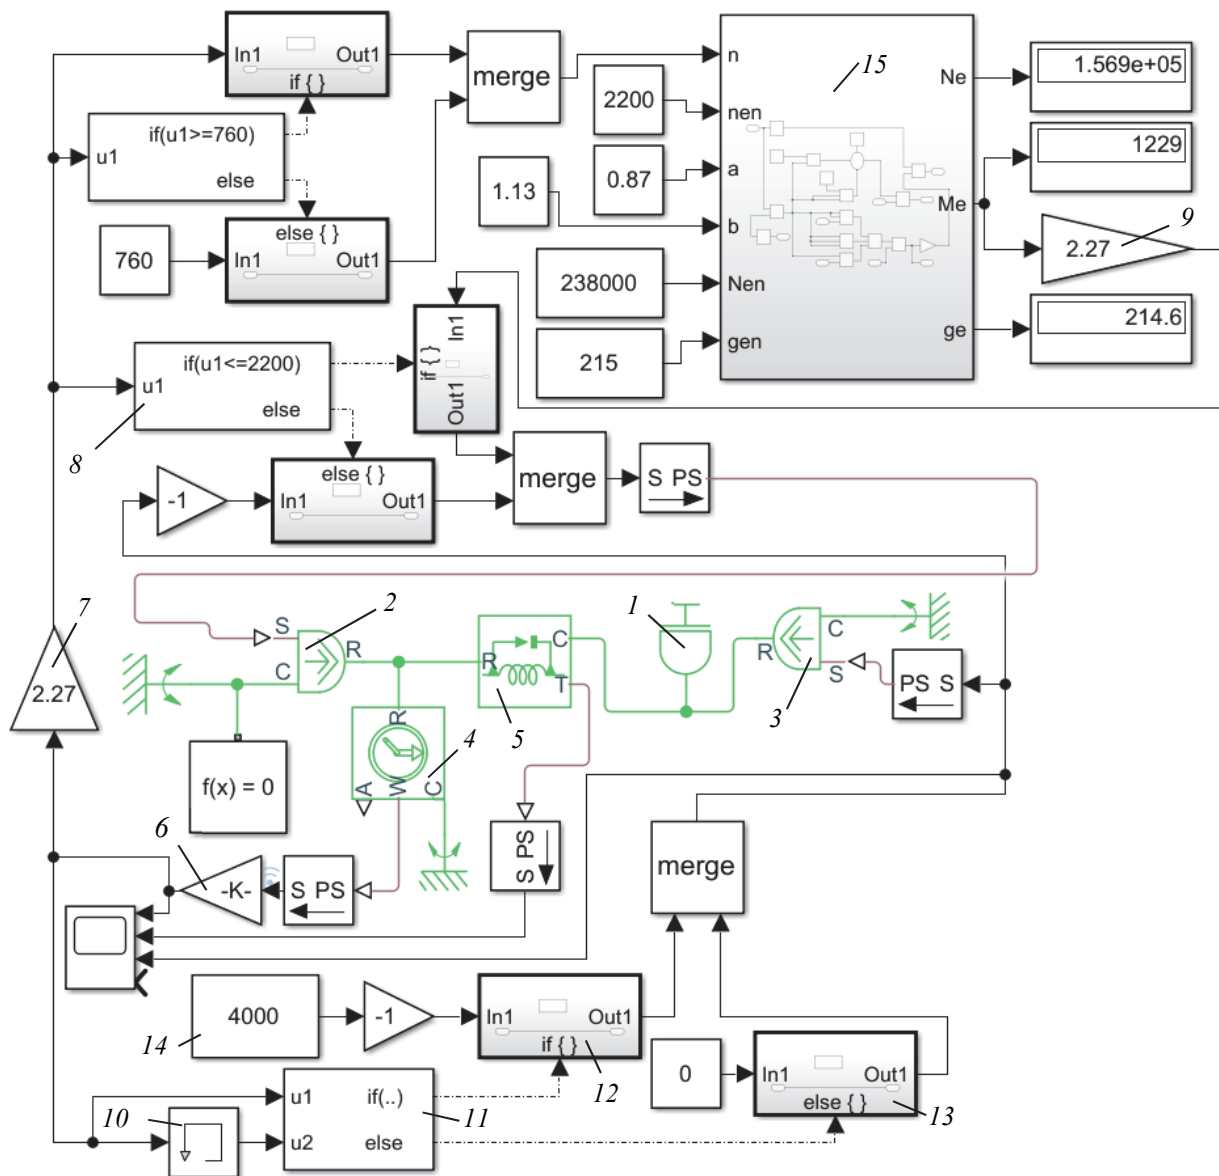 In1
Out1
if { }
merge
n
15
Ne
1.569e+05
2200
nen
if(u1>=760)
u1
else
1229
0.87
a
1.13
b
Me
9
2.27
else { }
760
In1
Out1
238000
Nen
In1
if { }
Out1
215
gen
ge
214.6
if(u1<=2200)
u1
else
8
else { }
-1
In1
Out1
merge
S PS
7
2.27
S
2
C
R
R
C
T
5
1
C
R
S
3
PS S
f(x) = 0
R
4
A
W
C
6
-K-
S PS
S PS
merge
4000
14
-1
In1
Out1
if { }
12
0
In1
Out1
else { }
13
10
u1
if(..)
11
u2
else